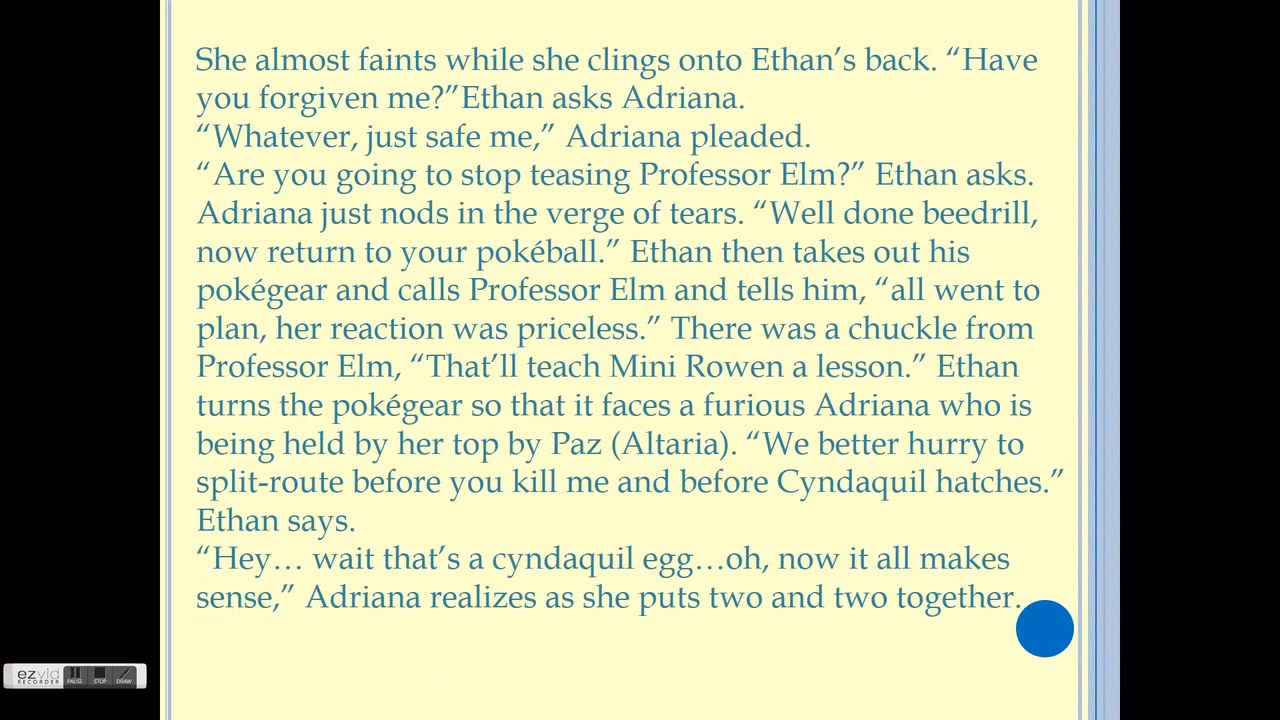 She almost faints while she clings onto Ethan’s back. “Have
you forgiven me?”Ethan asks Adriana.
“Whatever, just safe me,” Adriana pleaded.
“Are you going to stop teasing Professor Elm?” Ethan asks.
Adriana just nods in the verge of tears. “Well done beedrill,
now return to your pokéball.” Ethan then takes out his
pokégear and calls Professor Elm and tells him, “all went to
plan, her reaction was priceless.” There was a chuckle from
Professor Elm, “That’ll teach Mini Rowen a lesson.” Ethan
turns the pokégear so that it faces a furious Adriana who is
being held by her top by Paz (Altaria). “We better hurry to
split-route before you kill me and before Cyndaquil hatches.”
Ethan says.
“Hey… wait that’s a cyndaquil egg…oh, now it all makes
sense,” Adriana realizes as she puts two and two together.
ezvid
RECORDER
PAUSE STOP DRAW